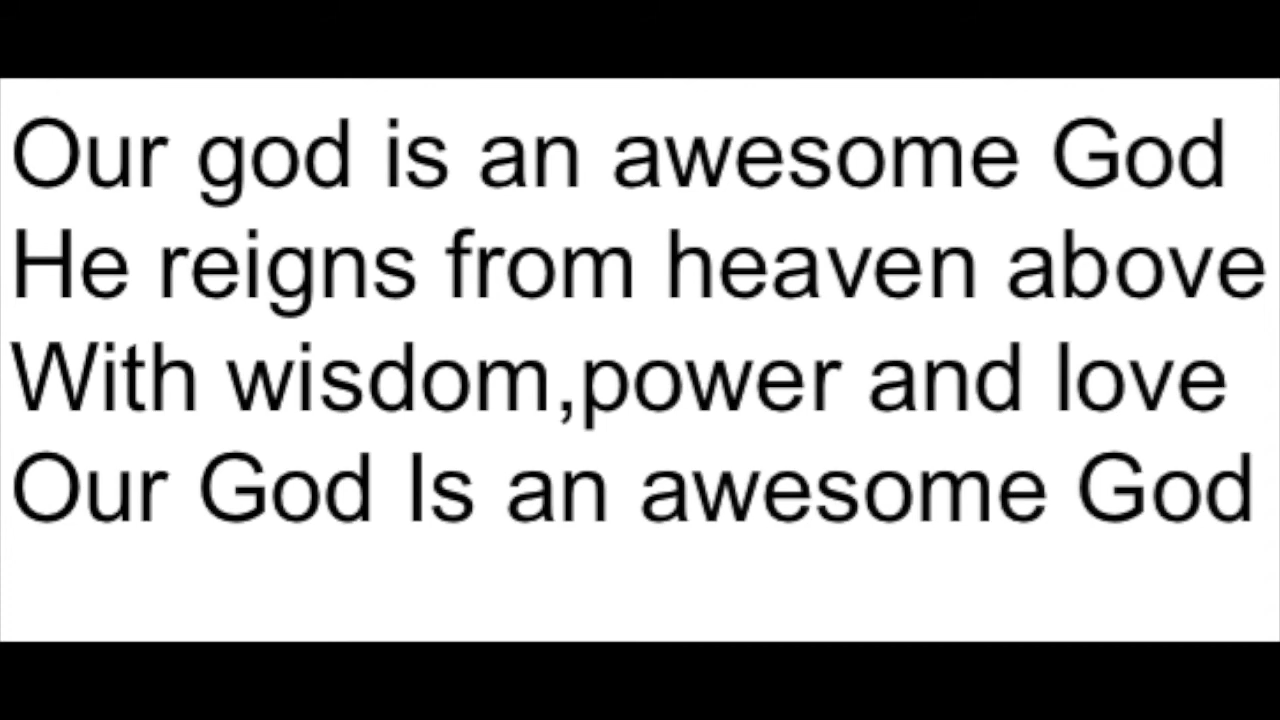 Our god is an awesome God
He reigns from heaven above
With wisdom,power and love
Our God Is an awesome God